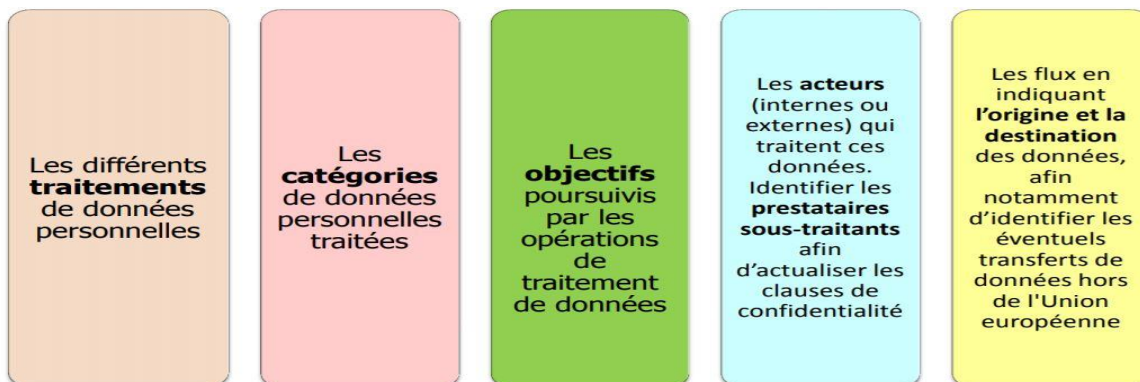 Les différents
traitements
de données
personnelles
Les
catégories
de données
personnelles
traitées
Les
objectifs
poursuivis
par les
opérations
de
traitement
de données
Les acteurs
(internes ou
externes) qui
traitent ces
données.
Identifier les
prestataires
sous-traitants
afin
d’actualiser les
clauses de
confidentialité
Les flux en
indiquant
l’origine et la
destination
des données,
afin
notamment
d’identifier les
éventuels
transferts de
données hors
de l'Union
européenne